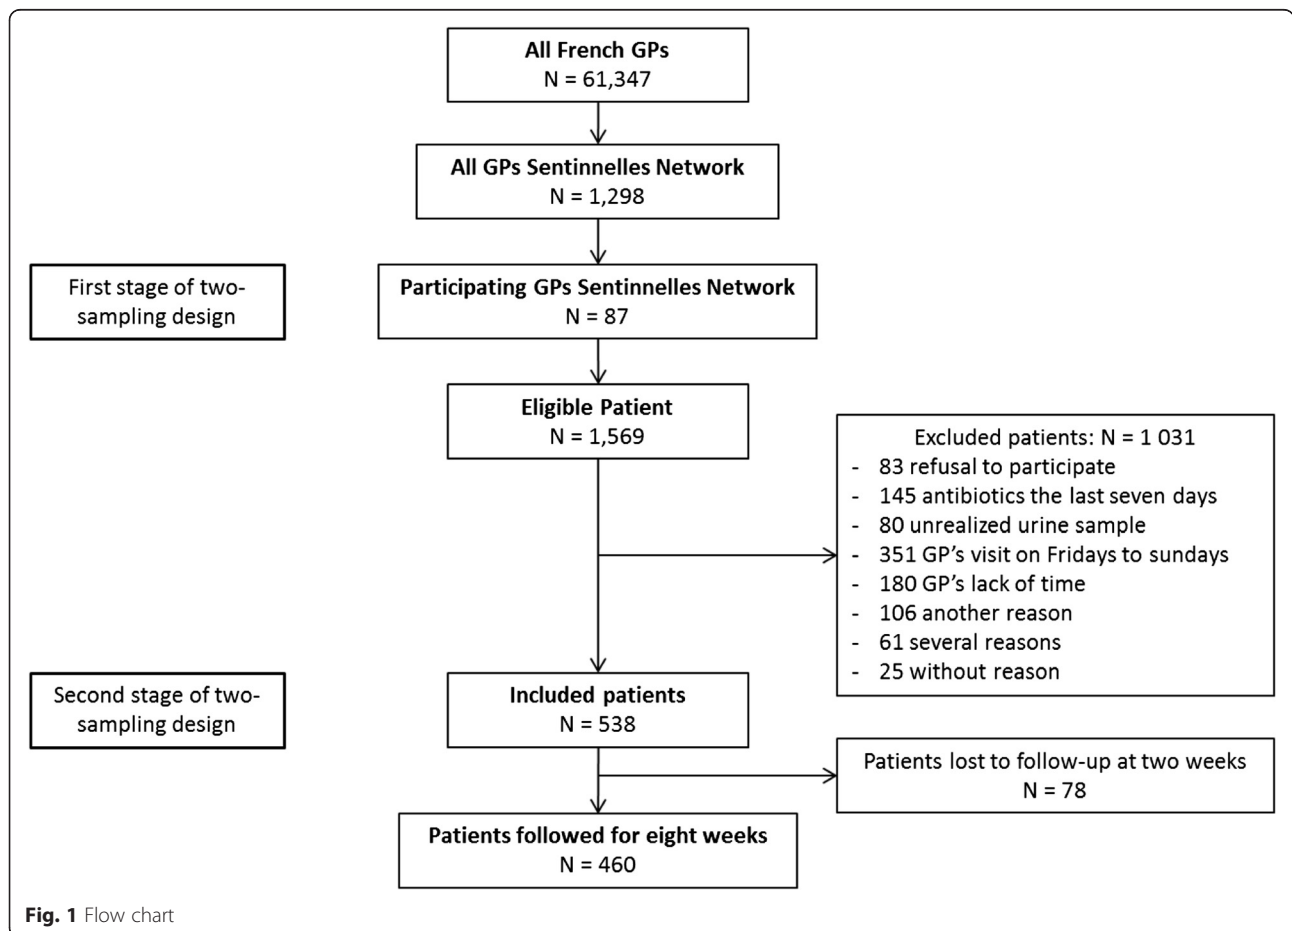 All French GPs
N = 61,347
All GPs Sentinnelles Network
N = 1,298
First stage of two-
sampling design
Participating GPs Sentinnelles Network
N = 87
Eligible Patient
N = 1,569
Excluded patients: N = 1 031
- 83 refusal to participate
- 145 antibiotics the last seven days
- 80 unrealized urine sample
- 351 GP's visit on Fridays to sundays
- 180 GP's lack of time
- 106 another reason
- 61 several reasons
- 25 without reason
Second stage of two-
sampling design
Included patients
N = 538
Patients lost to follow-up at two weeks
N = 78
Patients followed for eight weeks
N = 460
Fig. 1 Flow chart